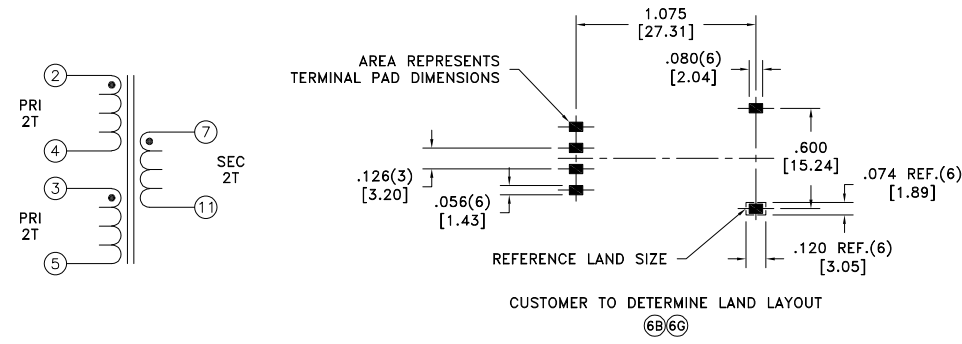 2
PRI
2T
4
3
PRI
2T
5
7
SEC
2T
11
1.075
[27.31]
AREA REPRESENTS
TERMINAL PAD DIMENSIONS
.080(6)
[2.04]
.126(3)
[3.20]
.056(6)
[1.43]
.600
[15.24]
.074 REF.(6)
[1.89]
REFERENCE LAND SIZE
.120 REF.(6)
[3.05]
CUSTOMER TO DETERMINE LAND LAYOUT
6B 6G